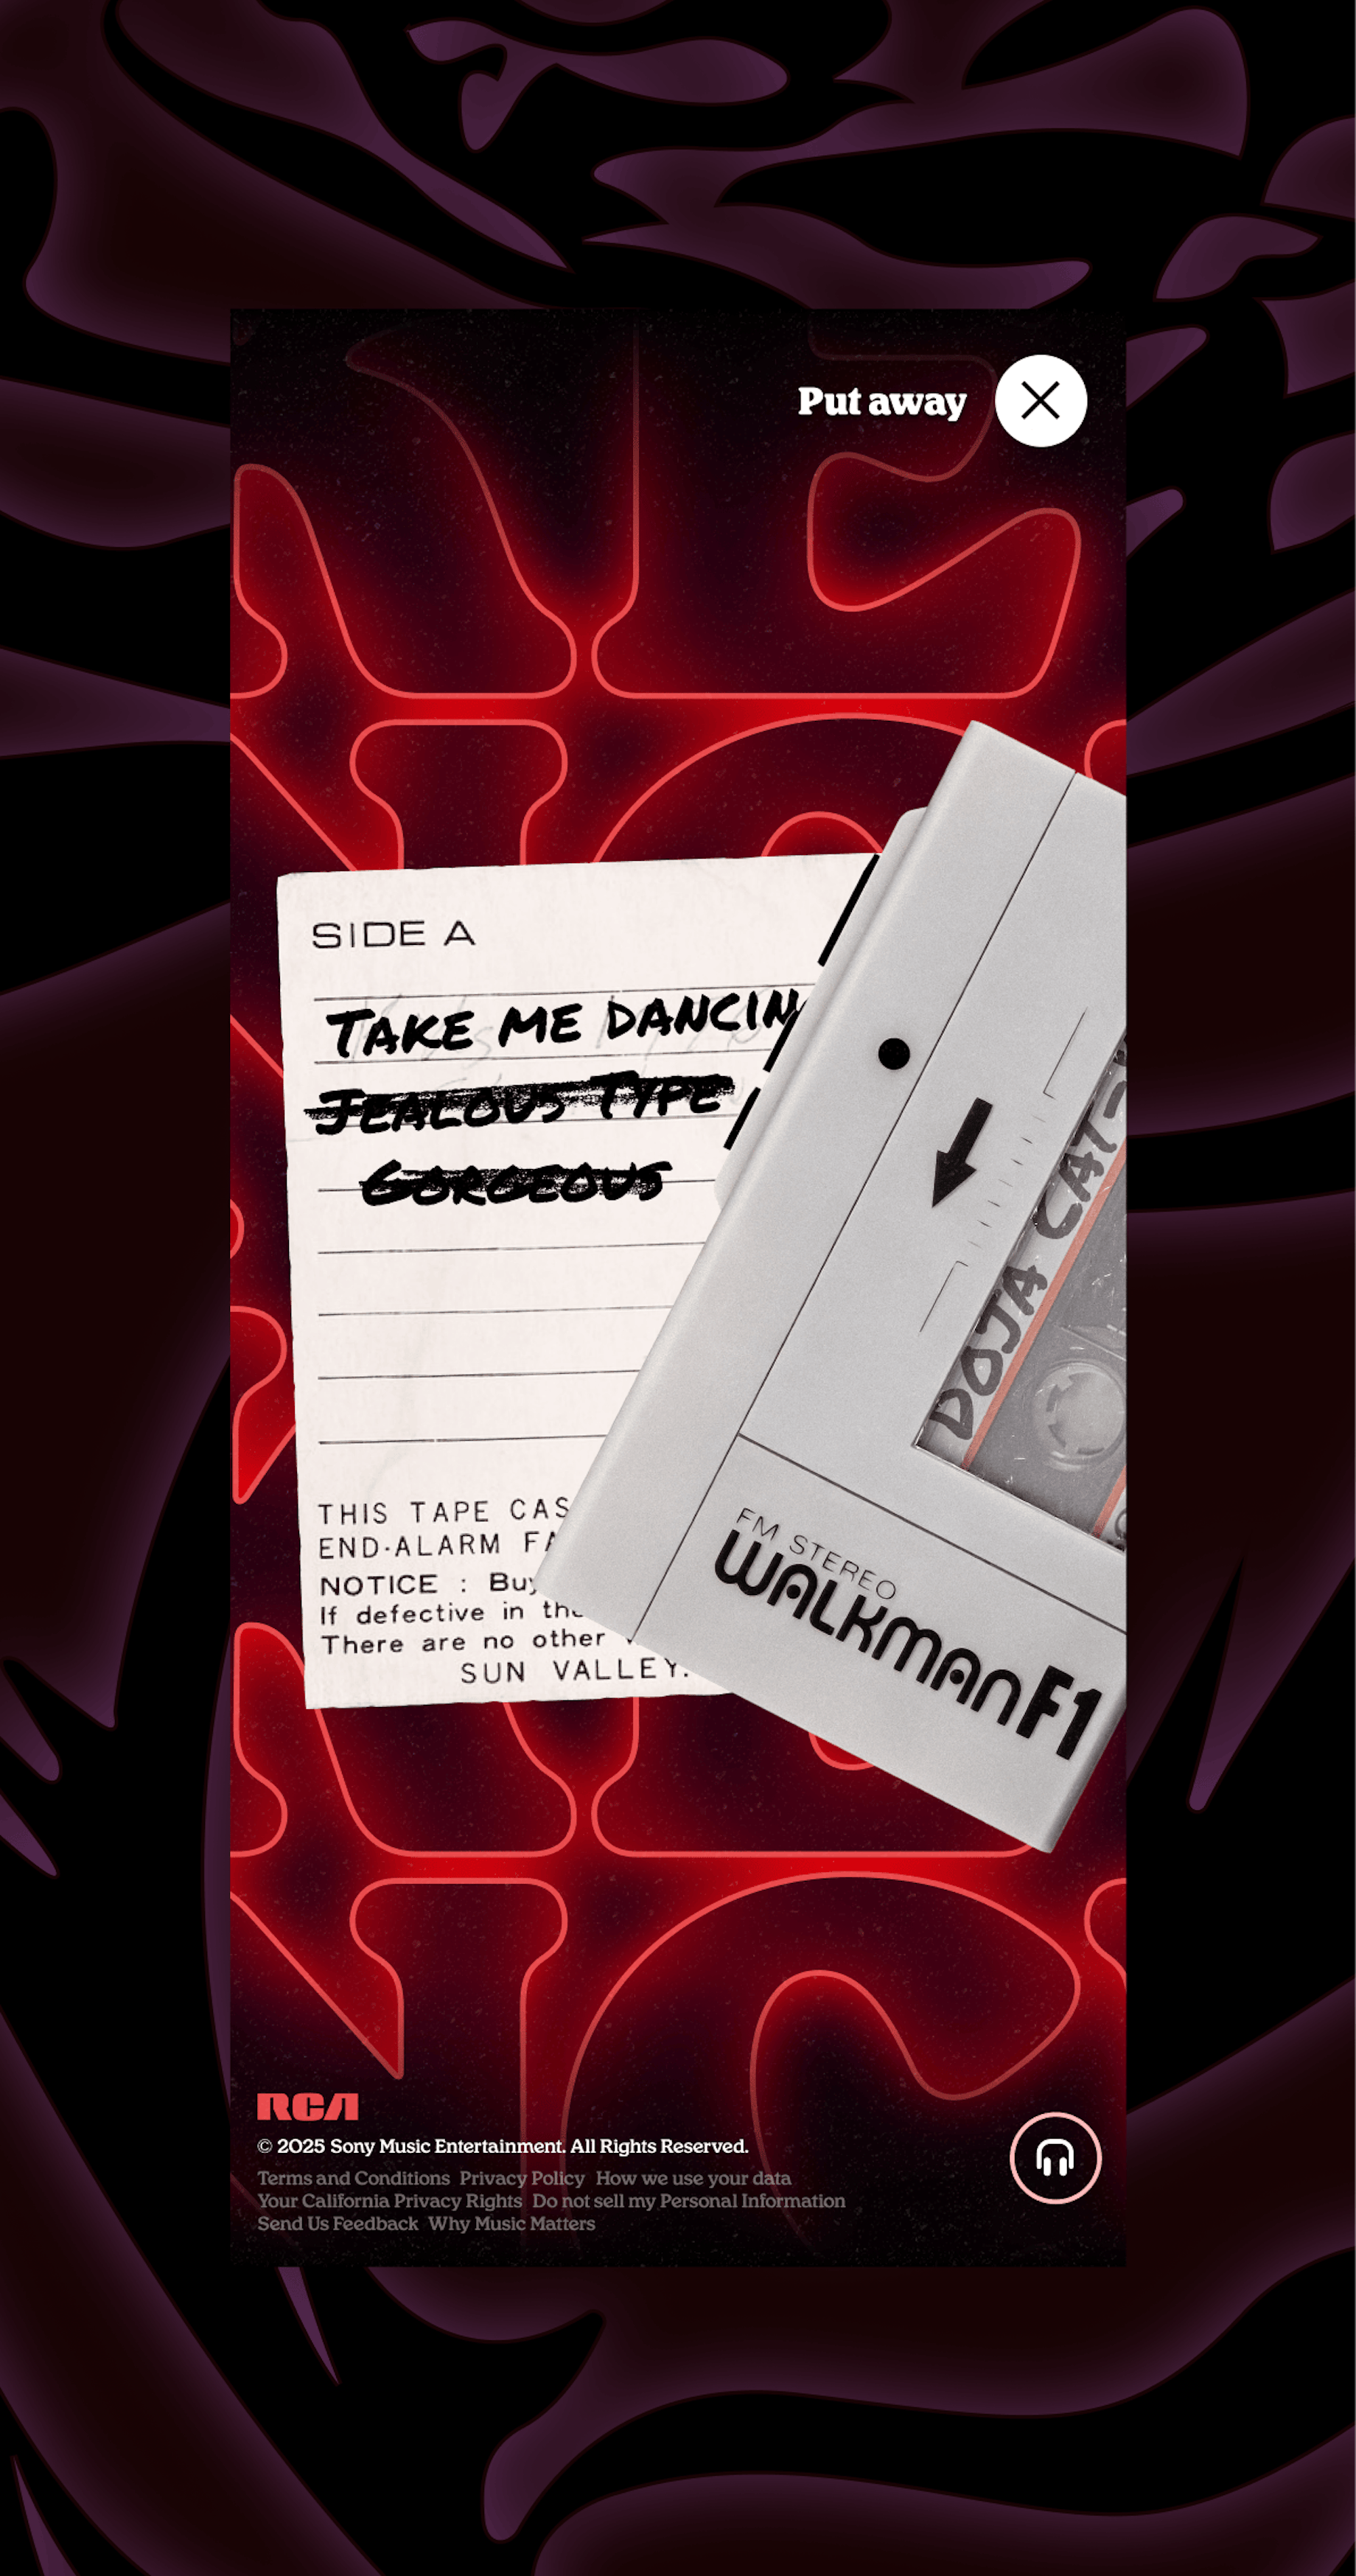 Put away
SIDE A
TAKE ME DANCIN
JEALOUS TYPE
GORGEOUS
THIS TAPE CAS
END-ALARM FA
NOTICE : Buy
If defective in the
There are no other
SUN VALLEY.
DOJA CAT
FM STEREO
WALKMAN F1
RCA
© 2025 Sony Music Entertainment. All Rights Reserved.
Terms and Conditions Privacy Policy How we use your data
Your California Privacy Rights Do not sell my Personal Information
Send Us Feedback Why Music Matters